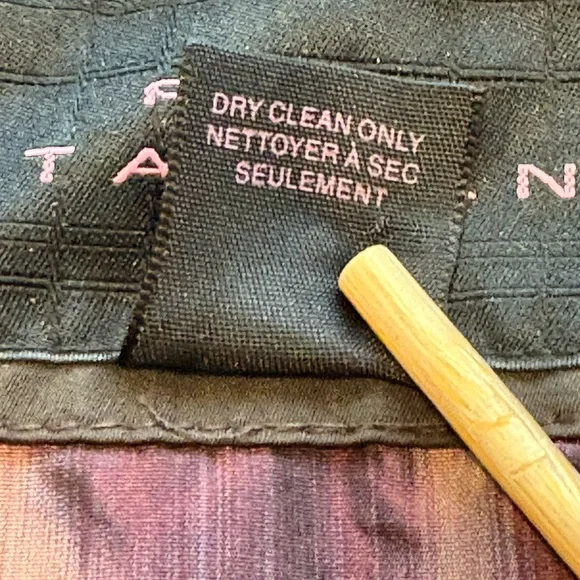 DRY CLEAN ONLY
NETTOYER À SEC
SEULEMENT